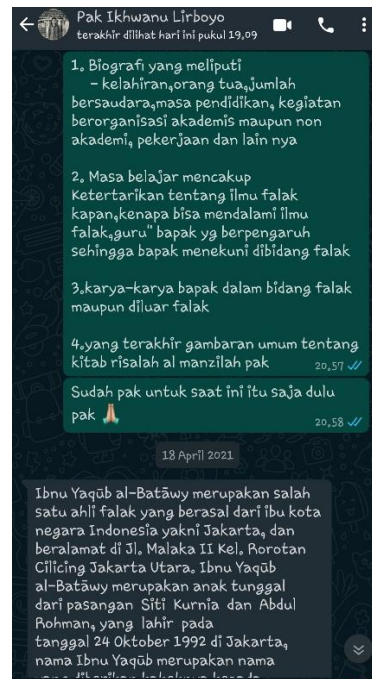 Pak Ikhwanu Lirboyo
terakhir dilihat hari ini pukul 19,09
1. Biografi yang meliputi
- kelahiran,orang tua,jumlah
bersaudara,masa pendidikan, kegiatan
berorganisasi akademis maupun non
akademi, pekerjaan dan lain nya
2. Masa belajar mencakup
Ketertarikan tentang ilmu falak
kapan,kenapa bisa mendalami ilmu
falak,guru" bapak yg berpengaruh
sehingga bapak menekuni dibidang falak
3.karya-karya bapak dalam bidang falak
maupun diluar falak
4.yang terakhir gambaran umum tentang
kitab risalah al manzilah pak
20,57
Sudah pak untuk saat ini itu saja dulu
pak 🙏
20,58
18 April 2021
Ibnu Yaqūb al-Batāwy merupakan salah
satu ahli falak yang berasal dari ibu kota
negara Indonesia yakni Jakarta, dan
beralamat di Jl. Malaka II Kel. Rorotan
Cilicing Jakarta Utara. Ibnu Yaqūb
al-Batāwy merupakan anak tunggal
dari pasangan Siti Kurnia dan Abdul
Rohman, yang lahir pada
tanggal 24 Oktober 1992 di Jakarta,
nama Ibnu Yaqūb merupakan nama